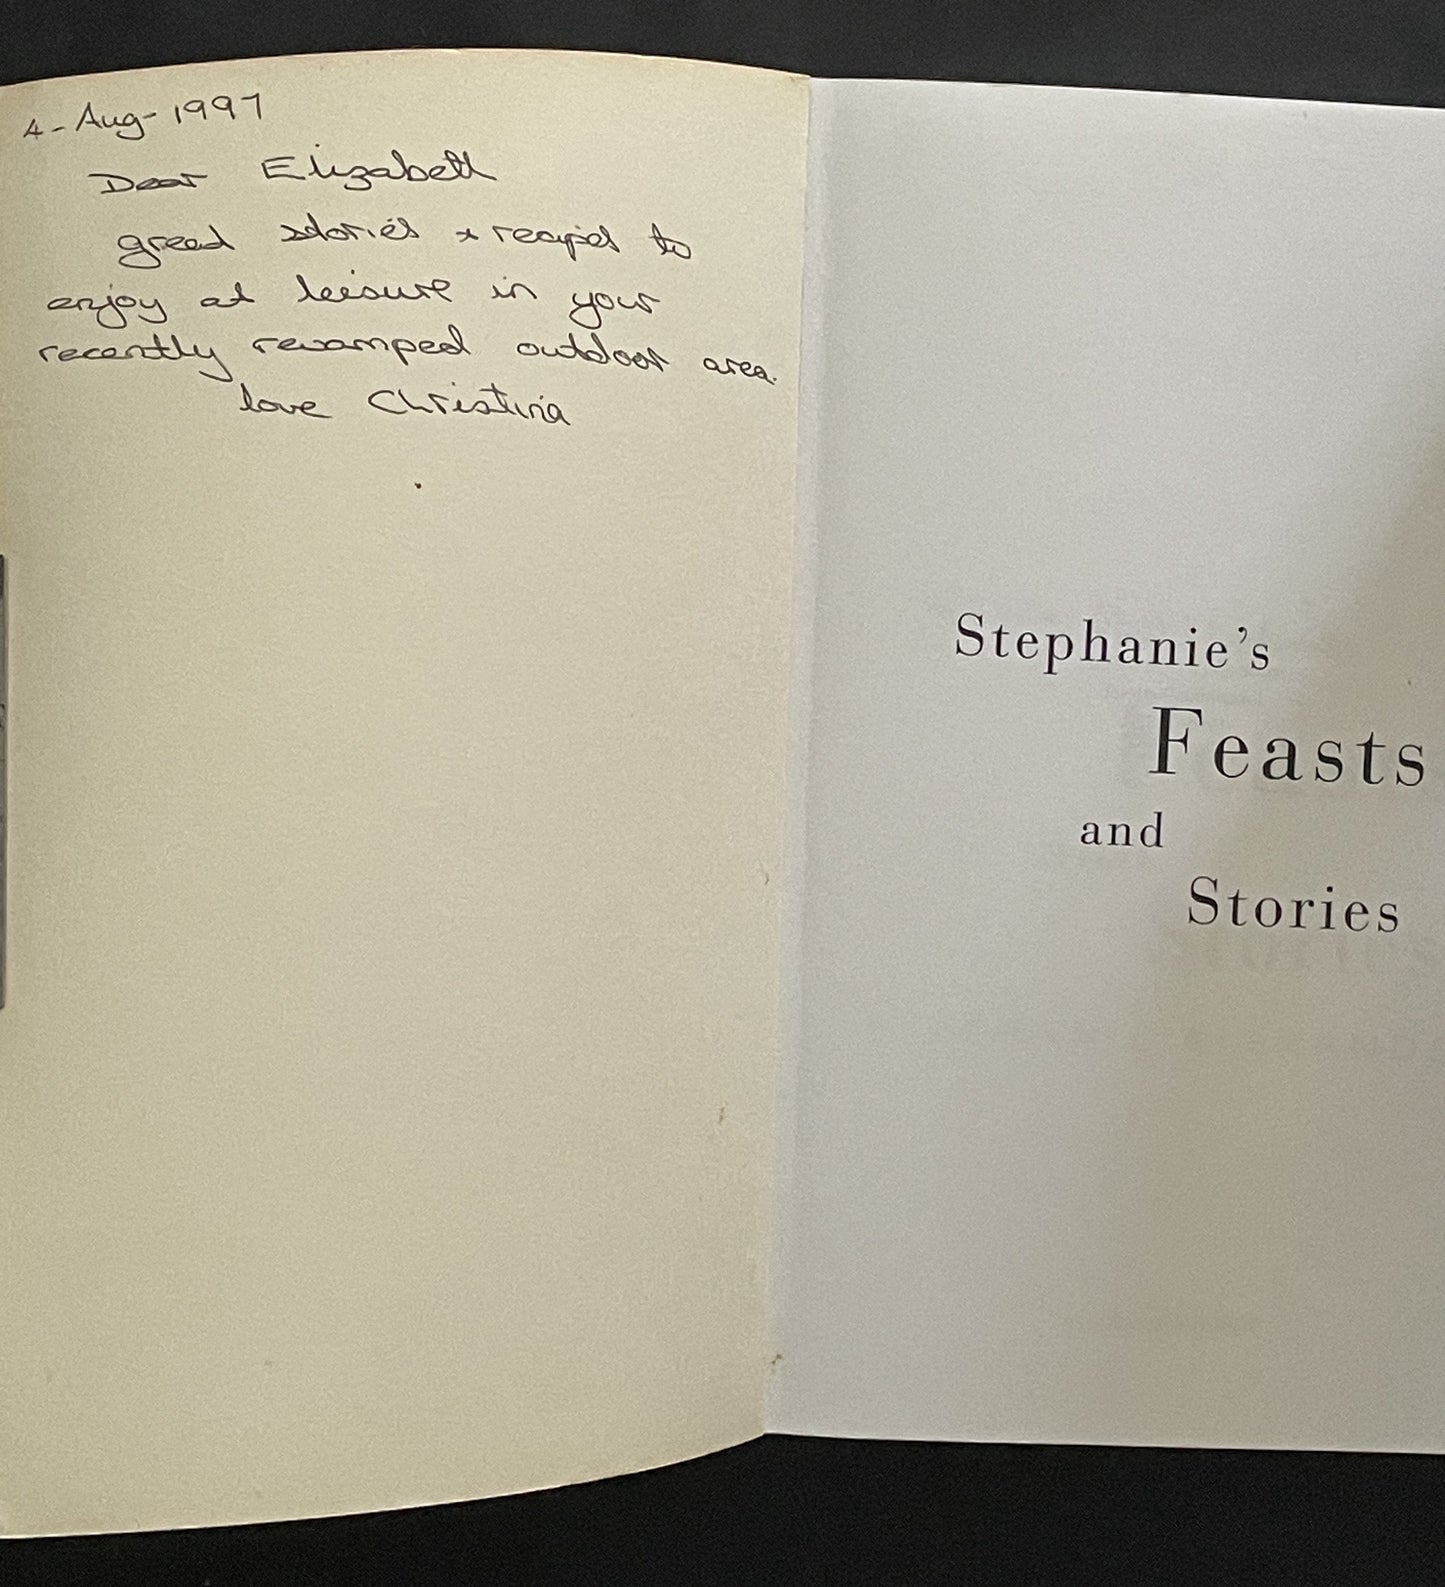 4-Aug-1997
Dear Elizabeth
great stories + recipes to
enjoy at leisure in your
recently revamped outdoor area.
love Christina
Stephanie's
Feasts
and
Stories